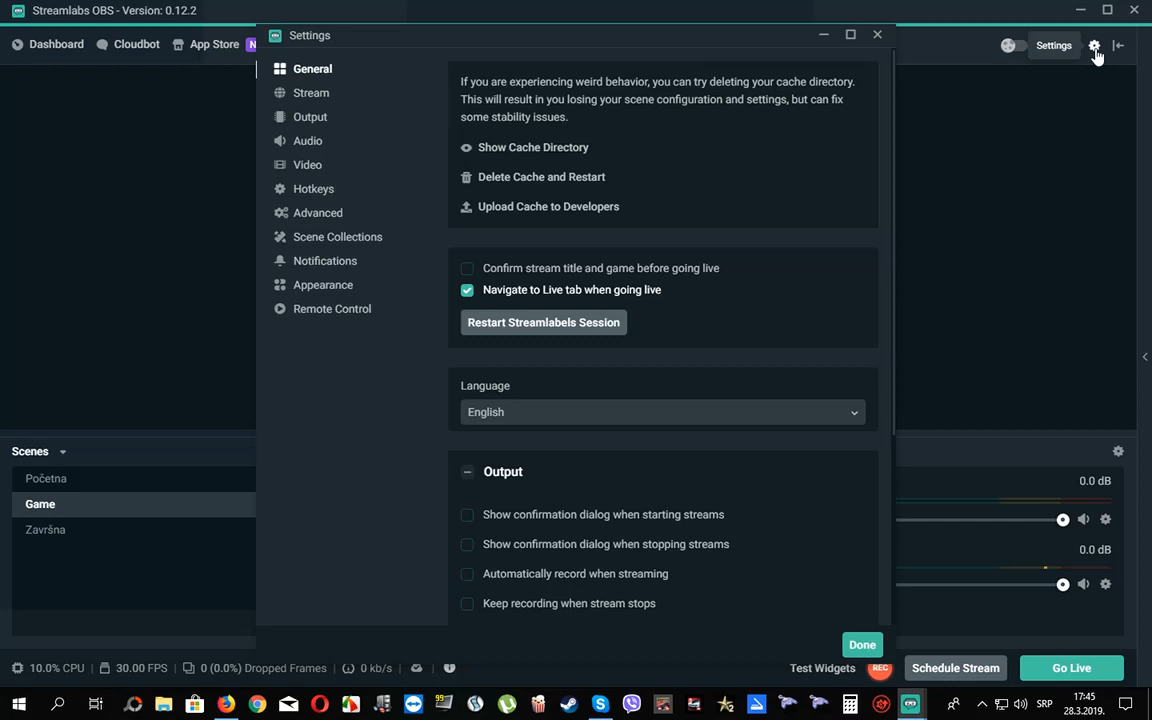 Streamlabs OBS - Version: 0.12.2
Dashboard
Cloudbot
App Store
N
Settings
Settings
General
Stream
Output
Audio
Video
Hotkeys
Advanced
Scene Collections
Notifications
Appearance
Remote Control
If you are experiencing weird behavior, you can try deleting your cache directory.
This will result in you losing your scene configuration and settings, but can fix
some stability issues.
Show Cache Directory
Delete Cache and Restart
Upload Cache to Developers
Confirm stream title and game before going live
Navigate to Live tab when going live
Restart Streamlabels Session
Language
English
Output
Show confirmation dialog when starting streams
Show confirmation dialog when stopping streams
Automatically record when streaming
Keep recording when stream stops
Done
Scenes
Početna
Game
Završna
0.0 dB
0.0 dB
10.0% CPU
30.00 FPS
0 (0.0%) Dropped Frames
0 kb/s
Test Widgets
REC
Schedule Stream
Go Live
99
2
SRP
17:45
28.3.2019.